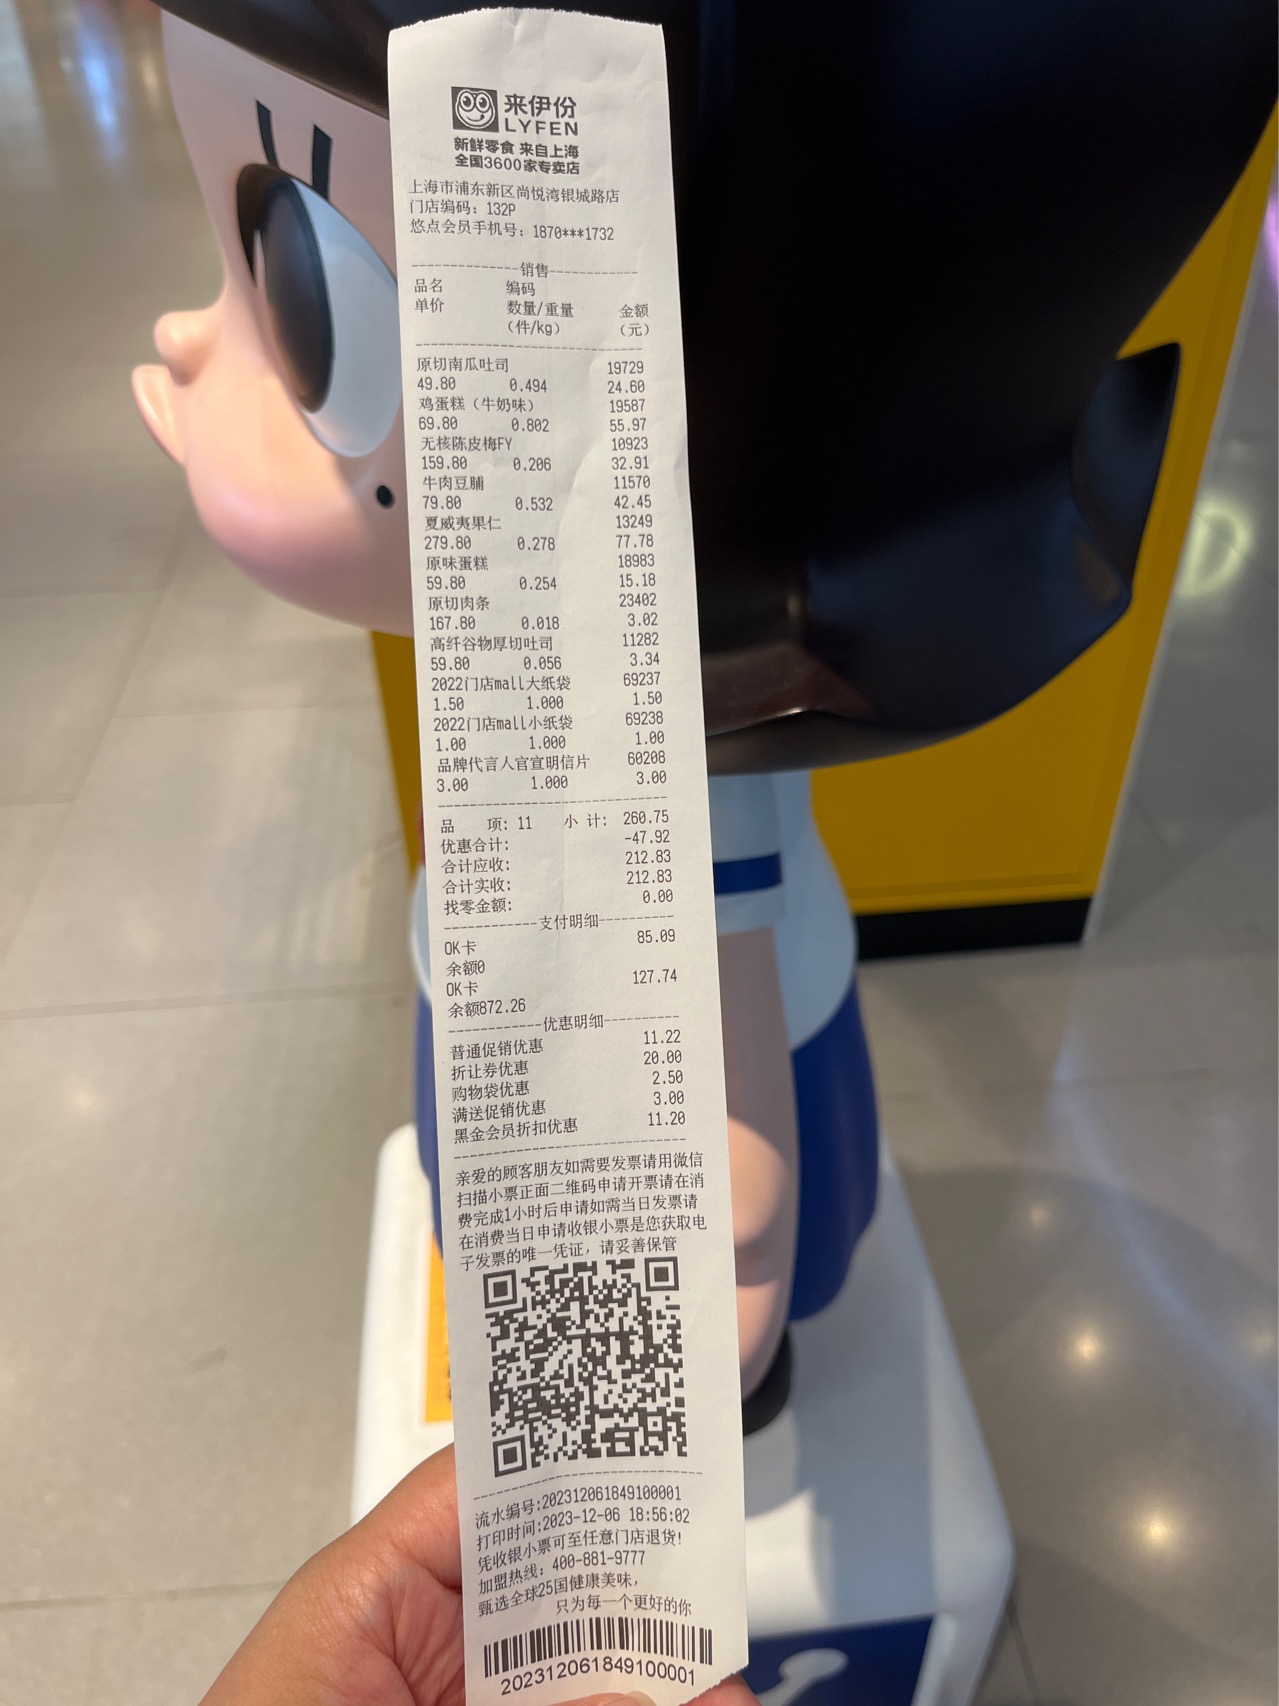 来伊份
LYFEN
新鲜零食 来自上海
全国3600家专卖店
上海市浦东新区尚悦湾银城路店
门店编码：132P
悠点会员手机号：1870***1732
--------------销售------------
品名 编码
单价 数量/重量 金额
（件/kg） （元）
原切南瓜吐司 19729
49.80 0.494 24.60
鸡蛋糕（牛奶味） 19587
69.80 0.802 55.97
无核陈皮梅FY 10923
159.80 0.206 32.91
牛肉豆脯 11570
79.80 0.532 42.45
夏威夷果仁 13249
279.80 0.278 77.78
原味蛋糕 18983
59.80 0.254 15.18
原切肉条 23402
167.80 0.018 3.02
高纤谷物厚切吐司 11282
59.80 0.056 3.34
2022门店mall大纸袋 69237
1.50 1.000 1.50
2022门店mall小纸袋 69238
1.00 1.000 1.00
品牌代言人官宣明信片 60208
3.00 1.000 3.00
品 项: 11 小 计: 260.75
优惠合计: -47.92
合计应收: 212.83
合计实收: 212.83
找零金额: 0.00
------------支付明细----------
OK卡 85.09
余额0
OK卡 127.74
余额872.26
------------优惠明细----------
普通促销优惠 11.22
折让券优惠 20.00
购物袋优惠 2.50
满送促销优惠 3.00
黑金会员折扣优惠 11.20
亲爱的顾客朋友如需要发票请用微信
扫描小票正面二维码申请开票请在消
费完成1小时后申请如需当日发票请
在消费当日申请收银小票是您获取电
子发票的唯一凭证，请妥善保管
流水编号:202312061849100001
打印时间:2023-12-06 18:56:02
凭收银小票可至任意门店退货!
加盟热线：400-881-9777
甄选全球25国健康美味，
只为每一个更好的你
202312061849100001